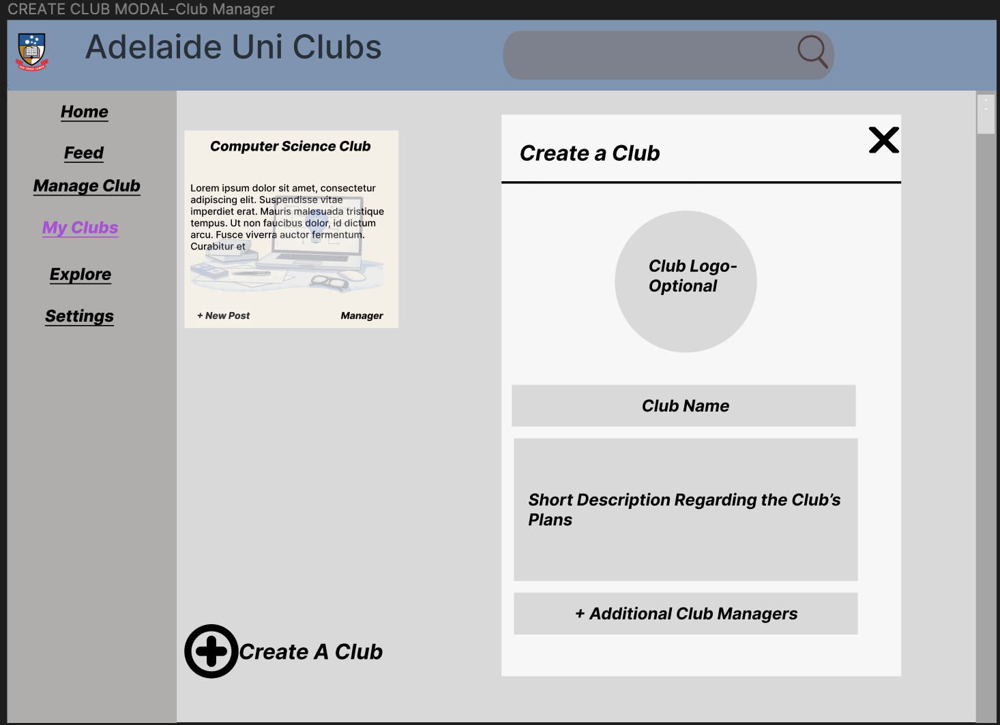 CREATE CLUB MODAL-Club Manager
Adelaide Uni Clubs
Home
Feed
Manage Club
My Clubs
Explore
Settings
Computer Science Club
Lorem ipsum dolor sit amet, consectetur
adipiscing elit. Suspendisse vitae
imperdiet erat. Mauris malesuada tristique
tempus. Ut non faucibus dolor, id dictum
arcu. Fusce viverra auctor fermentum.
Curabitur et
+ New Post
Manager
Create A Club
Create a Club
Club Logo-
Optional
Club Name
Short Description Regarding the Club’s
Plans
+ Additional Club Managers